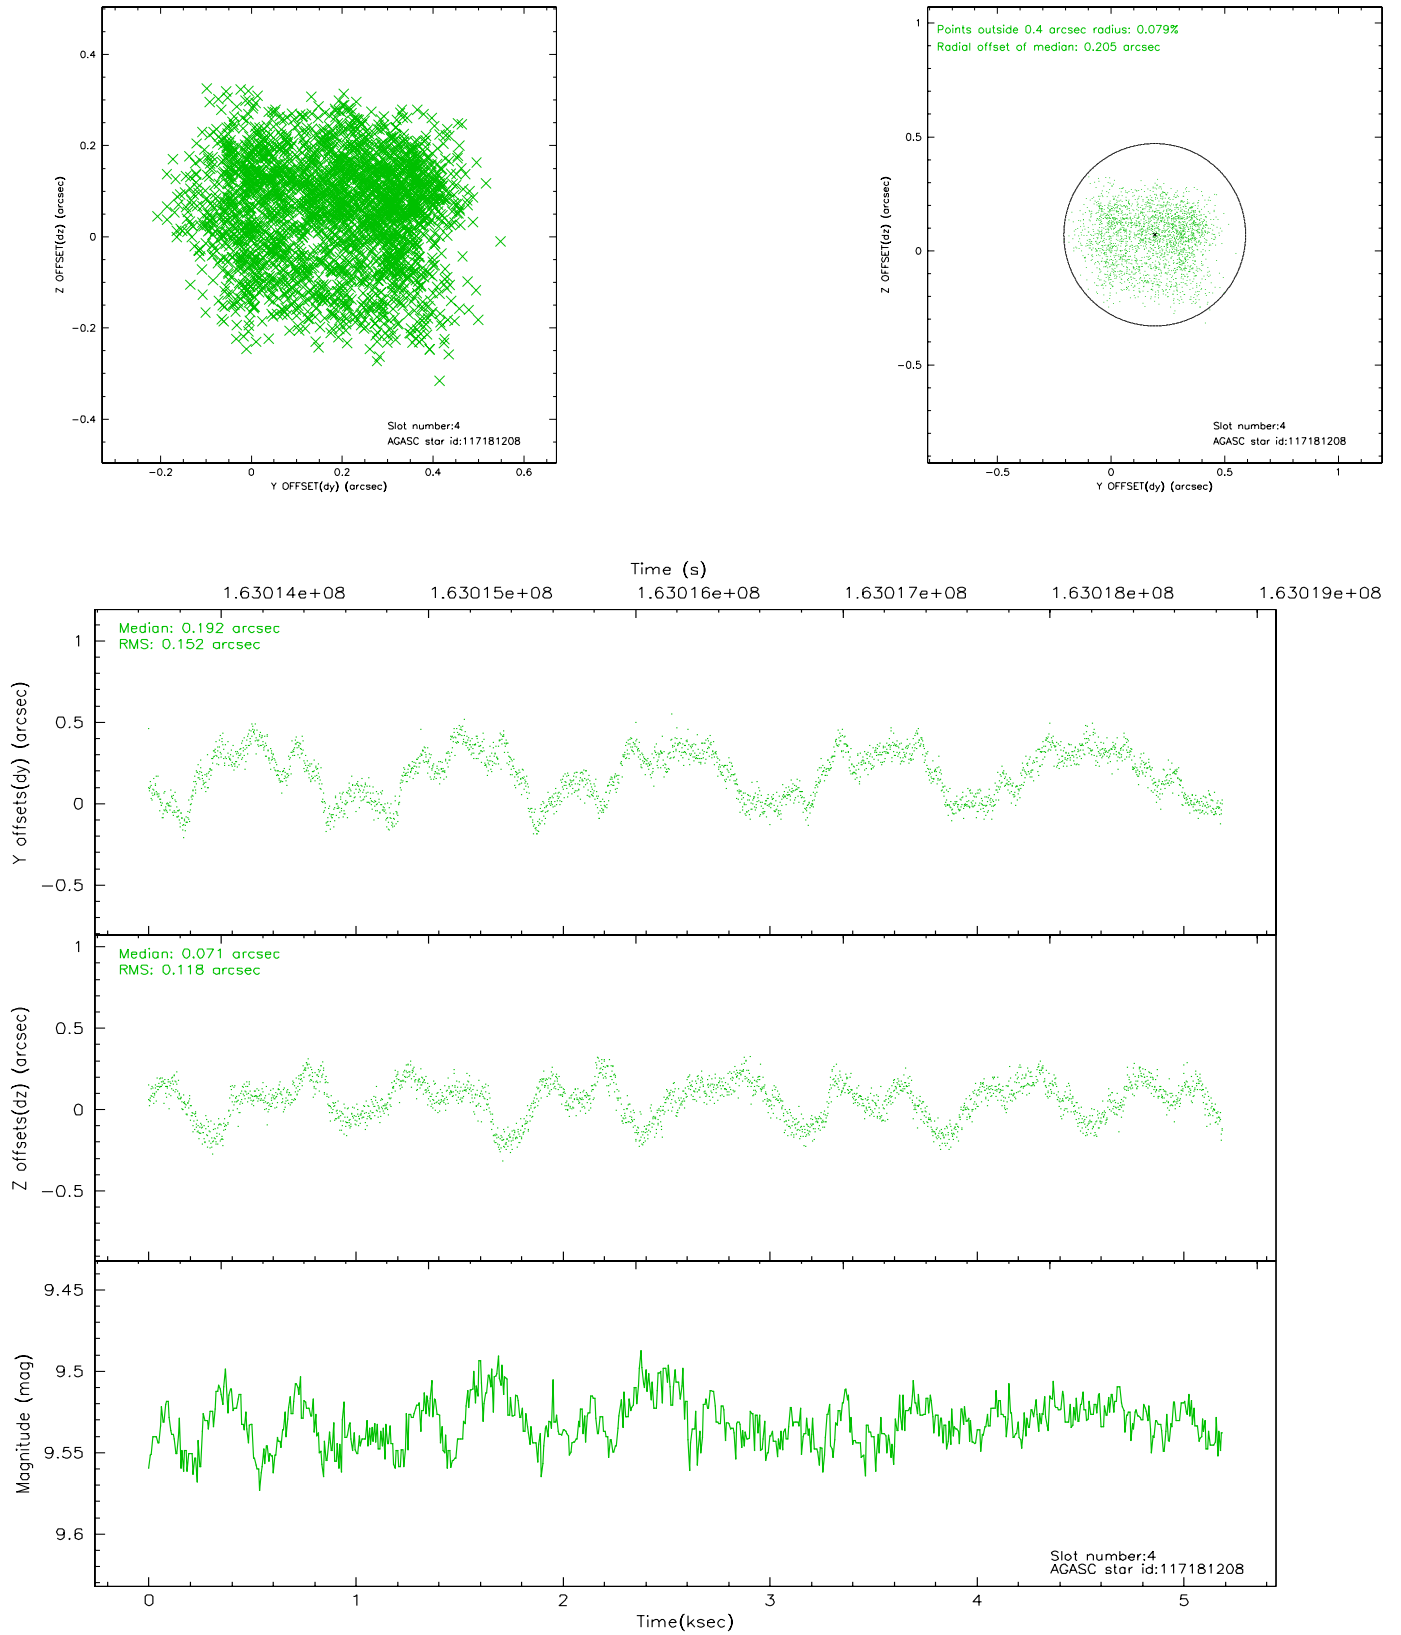 0.4
0.2
0
−0.2
−0.4
Z OFFSET(dz) (arcsec)
Slot number:4
AGASC star id:117181208
−0.2 0 0.2 0.4 0.6
Y OFFSET(dy) (arcsec)
Points outside 0.4 arcsec radius: 0.079%
Radial offset of median: 0.205 arcsec
1
0.5
0
−0.5
Z OFFSET(dz) (arcsec)
Slot number:4
AGASC star id:117181208
−0.5 0 0.5 1
Y OFFSET(dy) (arcsec)
Time (s)
1.63014e+08 1.63015e+08 1.63016e+08 1.63017e+08 1.63018e+08 1.63019e+08
Median: 0.192 arcsec
RMS: 0.152 arcsec
1
0.5
0
−0.5
Y offsets(dy) (arcsec)
Median: 0.071 arcsec
RMS: 0.118 arcsec
1
0.5
0
−0.5
Z offsets(dz) (arcsec)
9.45
9.5
9.55
9.6
Magnitude (mag)
Slot number:4
AGASC star id:117181208
0 1 2 3 4 5
Time(ksec)